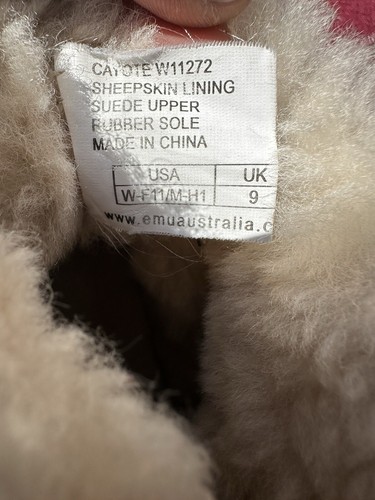 CAYOTE W11272
SHEEPSKIN LINING
SUEDE UPPER
RUBBER SOLE
MADE IN CHINA
USA UK
W-F11/M-H1 9
www.emuaustralia.c